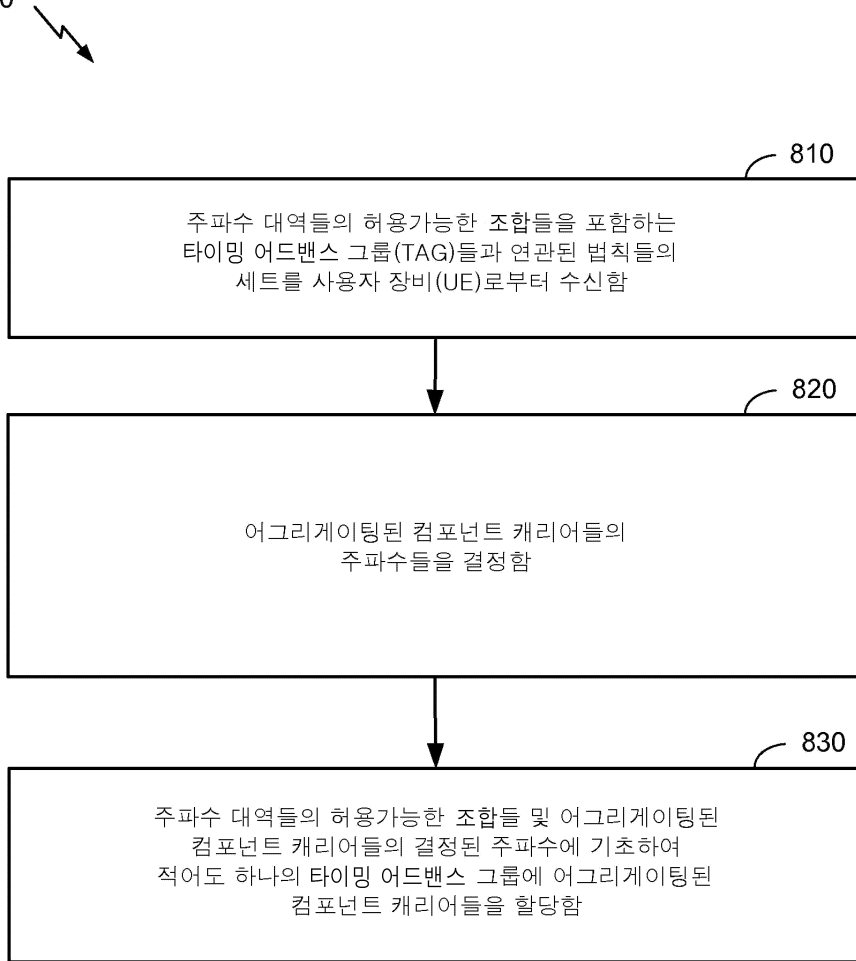 0
810
주파수 대역들의 허용가능한 조합들을 포함하는
타이밍 어드밴스 그룹(TAG)들과 연관된 법칙들의
세트를 사용자 장비(UE)로부터 수신함
820
어그리게이팅된 컴포넌트 캐리어들의
주파수들을 결정함
830
주파수 대역들의 허용가능한 조합들 및 어그리게이팅된
컴포넌트 캐리어들의 결정된 주파수에 기초하여
적어도 하나의 타이밍 어드밴스 그룹에 어그리게이팅된
컴포넌트 캐리어들을 할당함